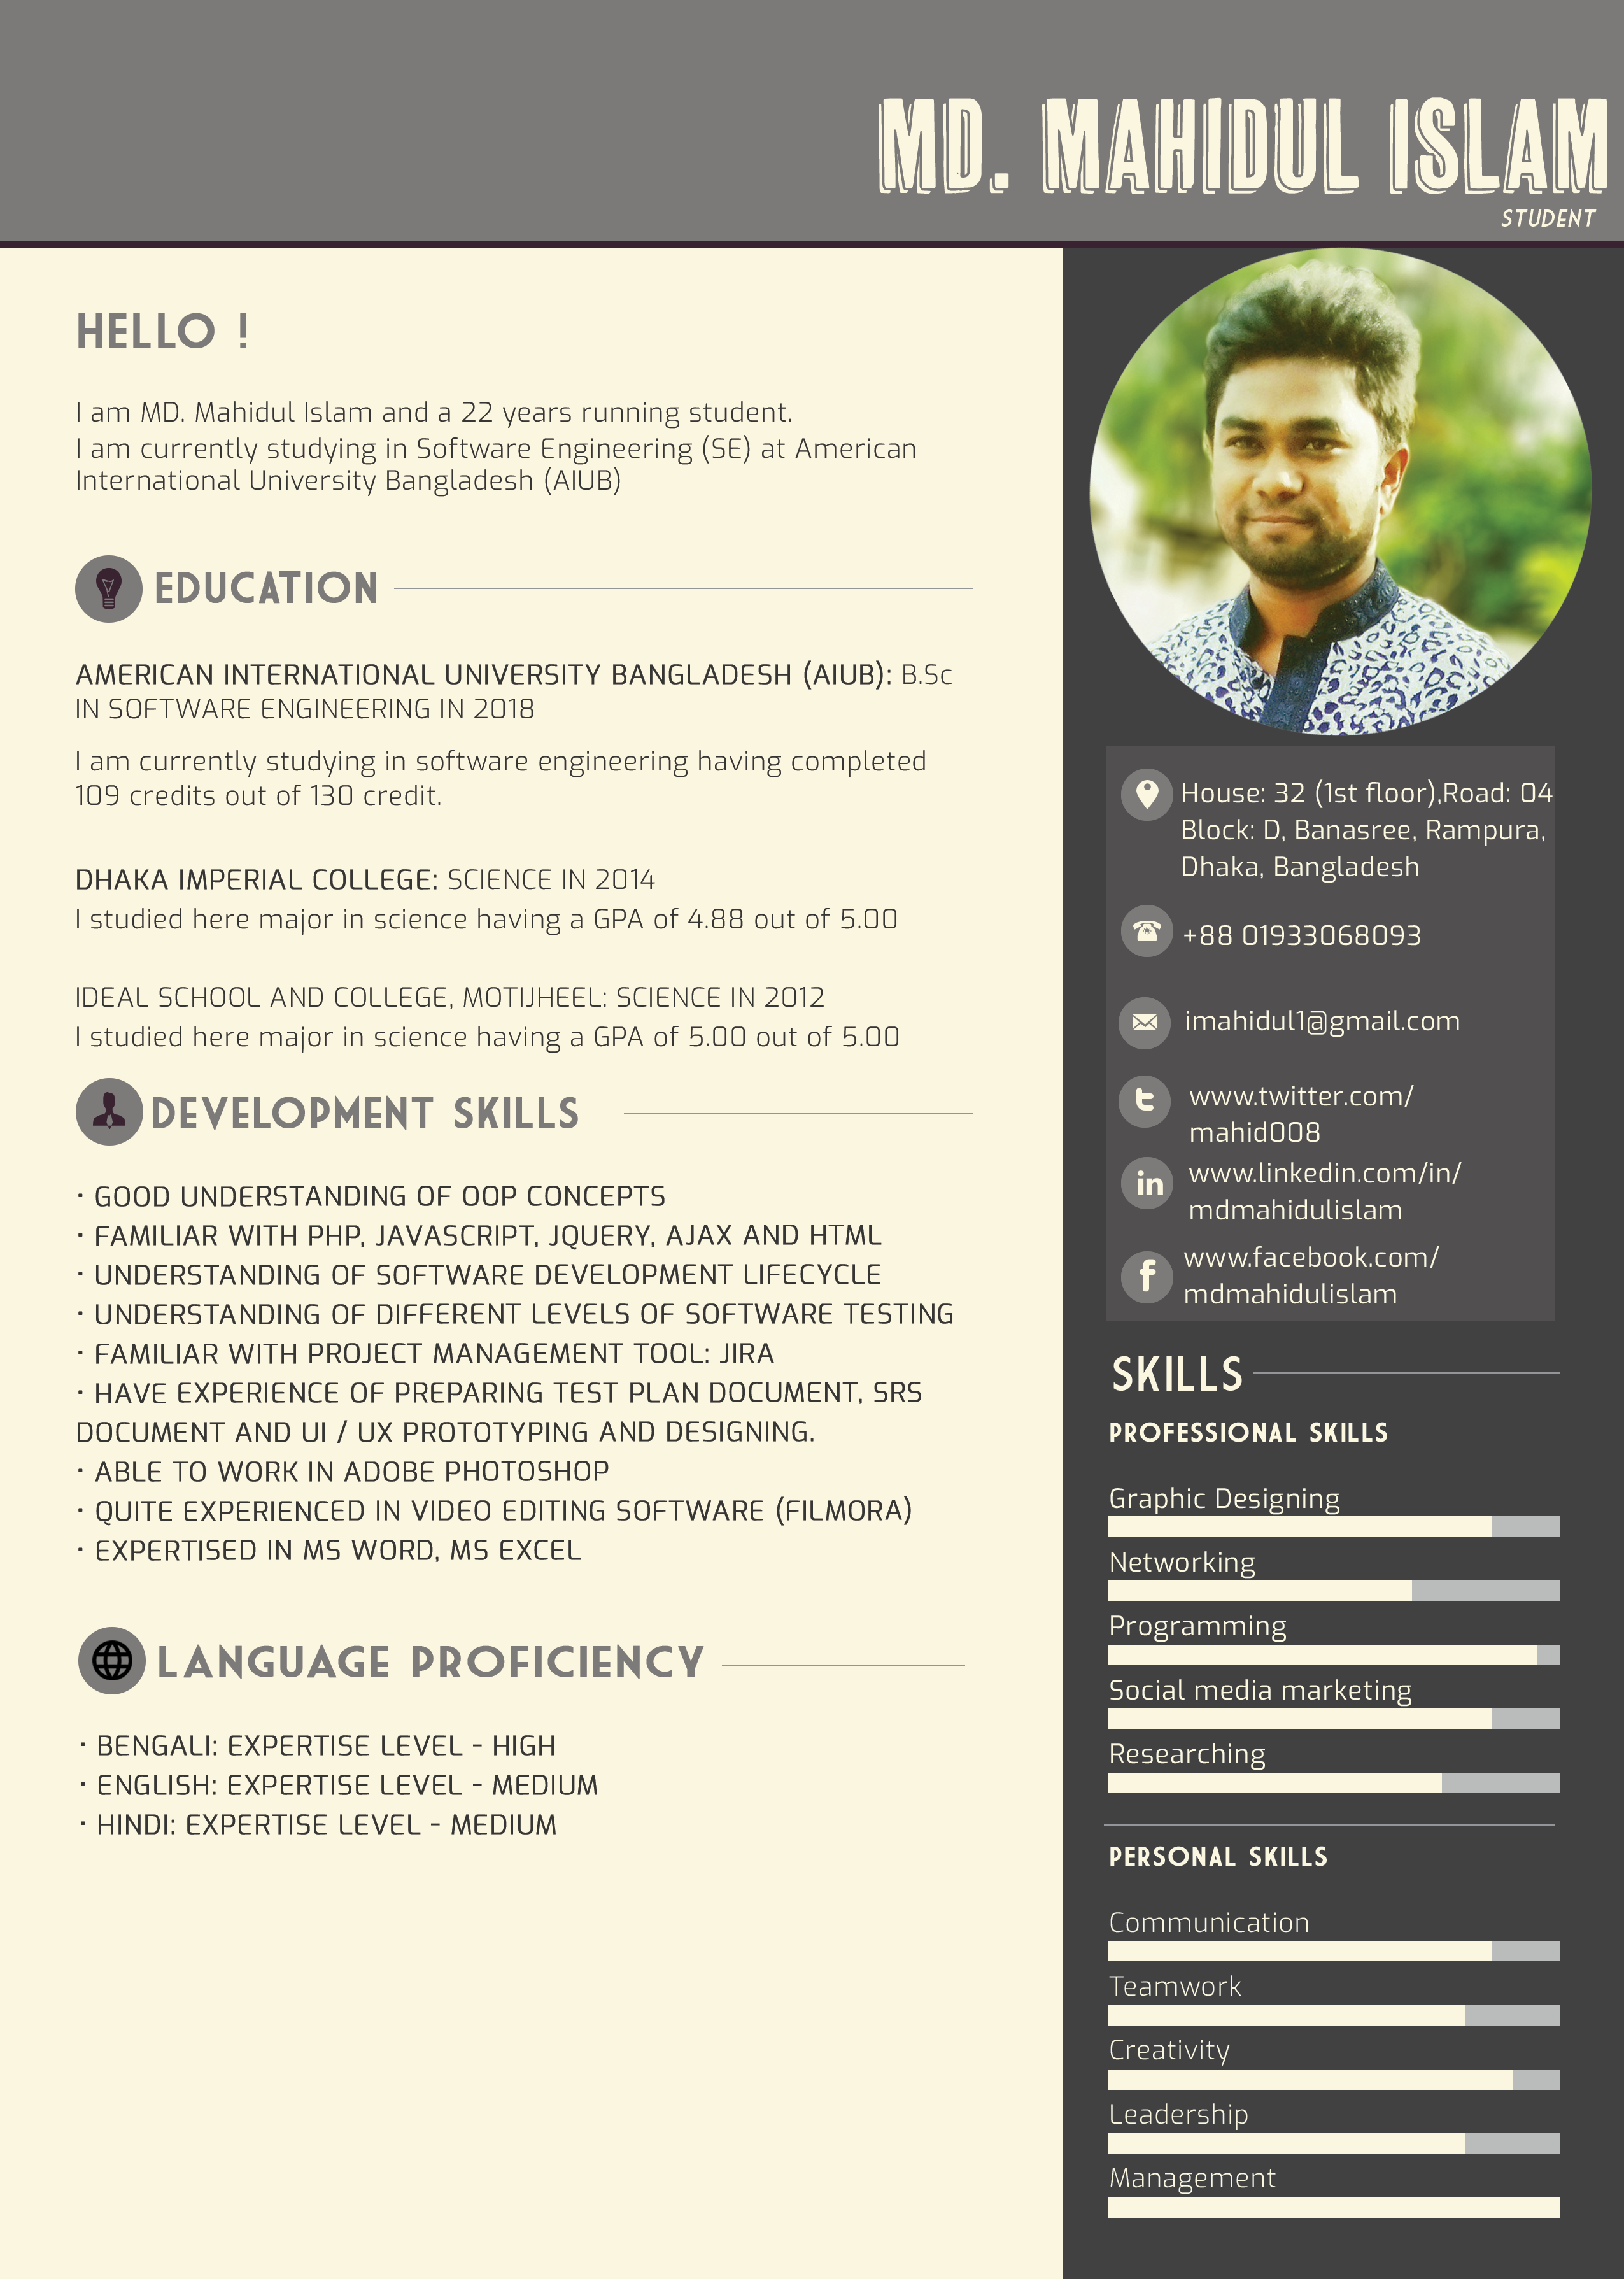 MD. MAHIDUL ISLAM
STUDENT
HELLO !
I am MD. Mahidul Islam and a 22 years running student.
I am currently studying in Software Engineering (SE) at American
International University Bangladesh (AIUB)
EDUCATION
AMERICAN INTERNATIONAL UNIVERSITY BANGLADESH (AIUB): B.Sc
IN SOFTWARE ENGINEERING IN 2018
I am currently studying in software engineering having completed
109 credits out of 130 credit.
DHAKA IMPERIAL COLLEGE: SCIENCE IN 2014
I studied here major in science having a GPA of 4.88 out of 5.00
IDEAL SCHOOL AND COLLEGE, MOTIJHEEL: SCIENCE IN 2012
I studied here major in science having a GPA of 5.00 out of 5.00
DEVELOPMENT SKILLS
· GOOD UNDERSTANDING OF OOP CONCEPTS
· FAMILIAR WITH PHP, JAVASCRIPT, JQUERY, AJAX AND HTML
· UNDERSTANDING OF SOFTWARE DEVELOPMENT LIFECYCLE
· UNDERSTANDING OF DIFFERENT LEVELS OF SOFTWARE TESTING
· FAMILIAR WITH PROJECT MANAGEMENT TOOL: JIRA
· HAVE EXPERIENCE OF PREPARING TEST PLAN DOCUMENT, SRS
DOCUMENT AND UI / UX PROTOTYPING AND DESIGNING.
· ABLE TO WORK IN ADOBE PHOTOSHOP
· QUITE EXPERIENCED IN VIDEO EDITING SOFTWARE (FILMORA)
· EXPERTISED IN MS WORD, MS EXCEL
LANGUAGE PROFICIENCY
· BENGALI: EXPERTISE LEVEL - HIGH
· ENGLISH: EXPERTISE LEVEL - MEDIUM
· HINDI: EXPERTISE LEVEL - MEDIUM
House: 32 (1st floor),Road: 04
Block: D, Banasree, Rampura,
Dhaka, Bangladesh
+88 01933068093
imahidul1@gmail.com
www.twitter.com/
mahid008
www.linkedin.com/in/
mdmahidulislam
www.facebook.com/
mdmahidulislam
SKILLS
PROFESSIONAL SKILLS
Graphic Designing
Networking
Programming
Social media marketing
Researching
PERSONAL SKILLS
Communication
Teamwork
Creativity
Leadership
Management